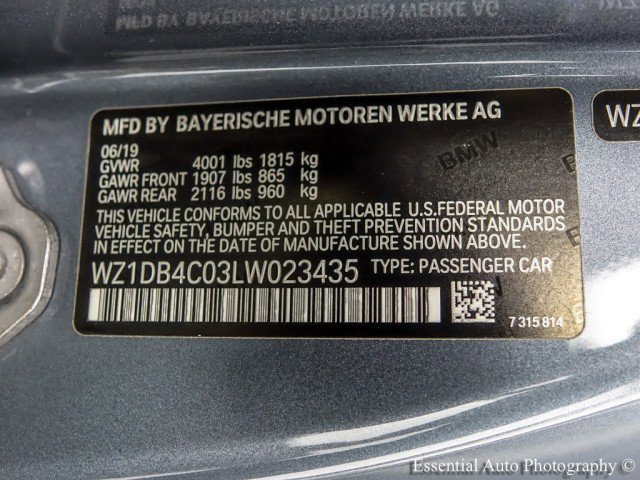 MFD BY BAYERISCHE MOTOREN WERKE AG
06/19
GVWR 4001 lbs 1815 kg
GAWR FRONT 1907 lbs 865 kg
GAWR REAR 2116 lbs 960 kg
THIS VEHICLE CONFORMS TO ALL APPLICABLE U.S.FEDERAL MOTOR
VEHICLE SAFETY, BUMPER AND THEFT PREVENTION STANDARDS
IN EFFECT ON THE DATE OF MANUFACTURE SHOWN ABOVE.
WZ1DB4C03LW023435 TYPE: PASSENGER CAR
7 315 814
BMW
WZ
Essential Auto Photography ©